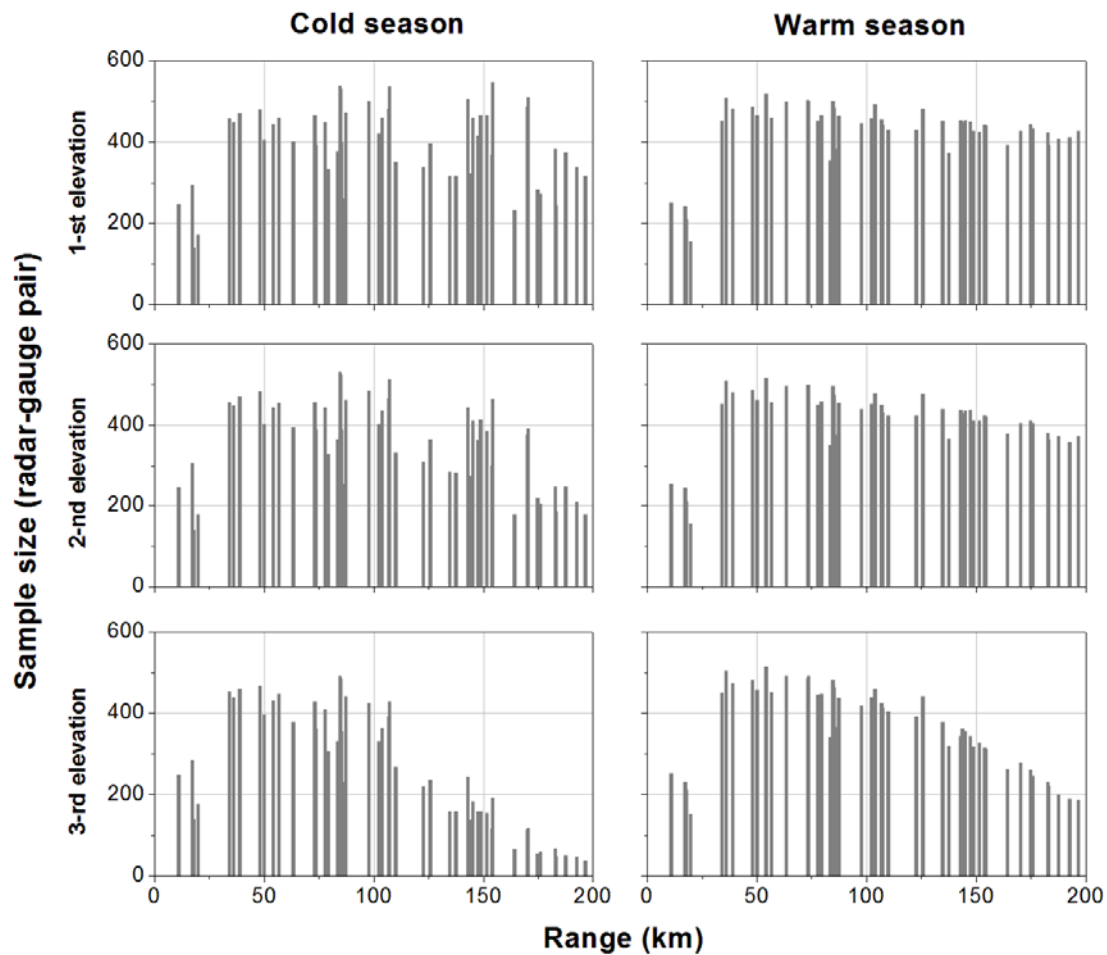 Cold season
Warm season
Sample size (radar-gauge pair)
1-st elevation
600
400
200
0
2-nd elevation
600
400
200
0
3-rd elevation
600
400
200
0
0 50 100 150 200
0 50 100 150 200
Range (km)